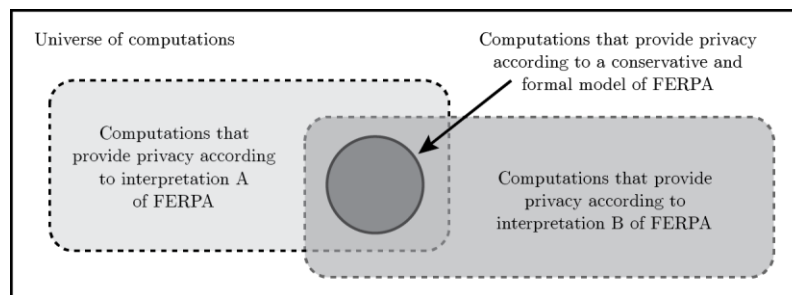 Universe of computations
Computations that provide privacy
according to a conservative and
formal model of FERPA
Computations that
provide privacy according
to interpretation A
of FERPA
Computations that provide
privacy according to
interpretation B of FERPA